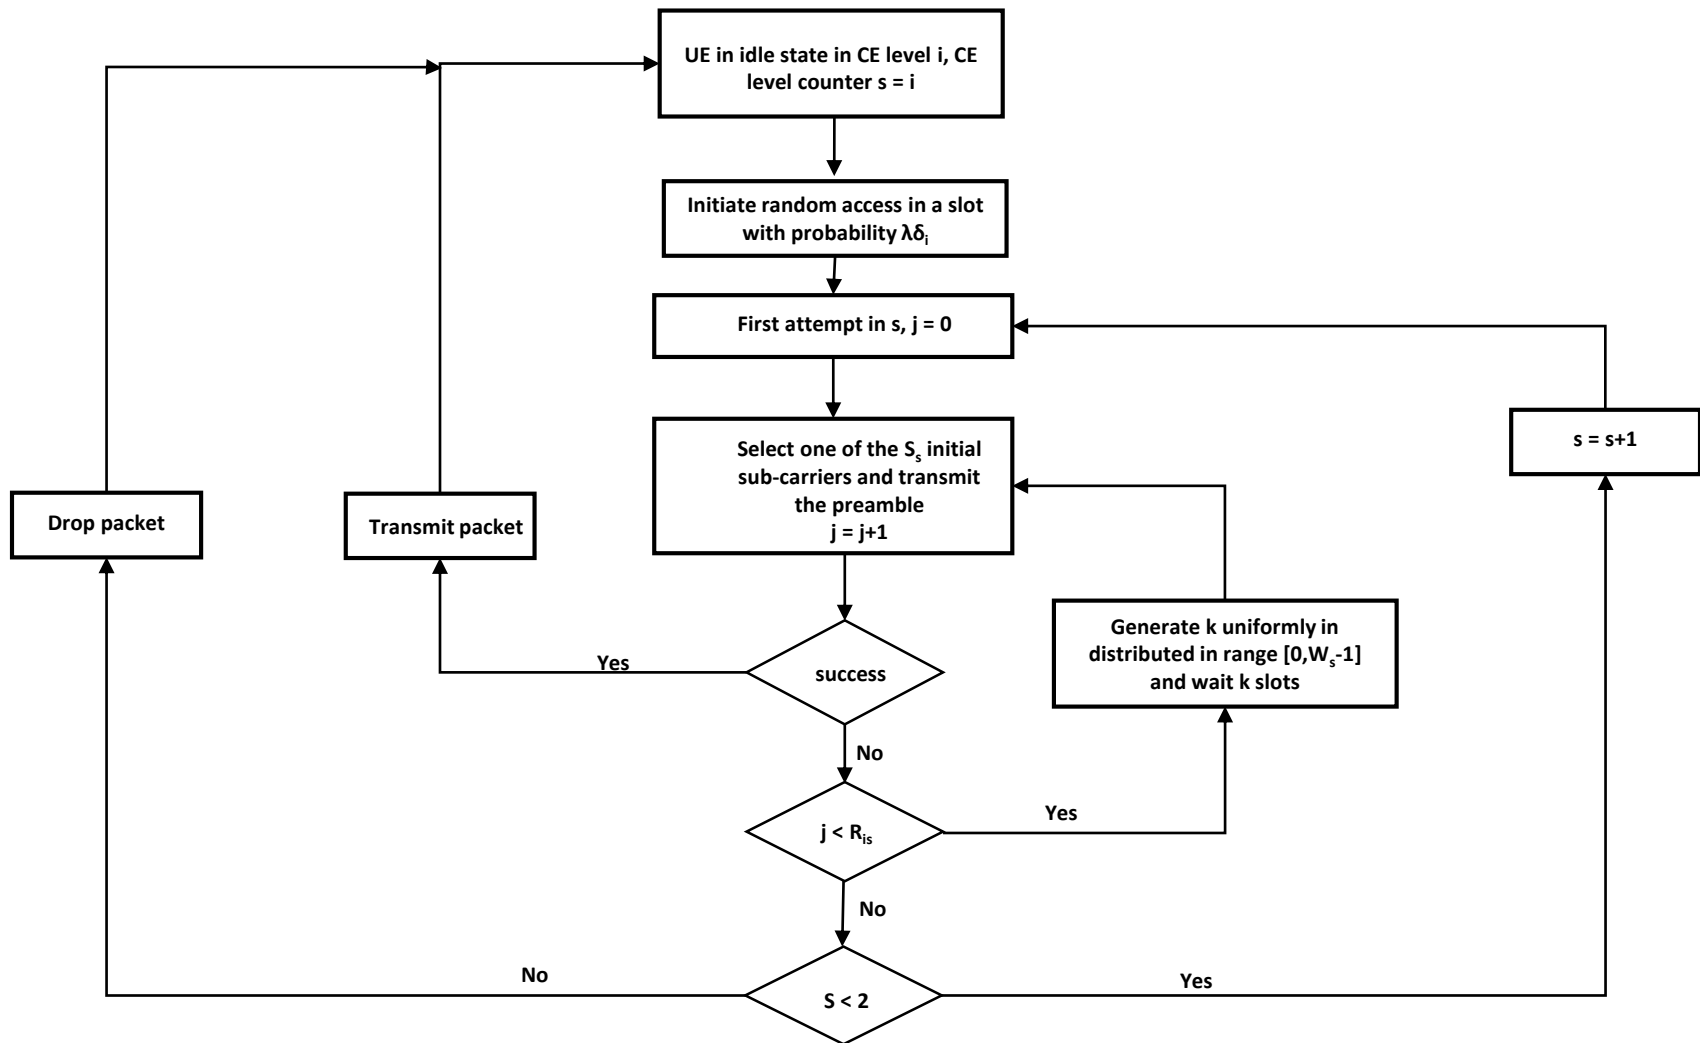 UE in idle state in CE level i, CE
level counter s = i
Initiate random access in a slot
with probability λδᵢ
First attempt in s, j = 0
Select one of the Sₛ initial
sub-carriers and transmit
the preamble
j = j+1
s = s+1
Drop packet
Transmit packet
Generate k uniformly in
distributed in range [0,Wₛ-1]
and wait k slots
Yes
success
No
j < Rᵢₛ
Yes
No
No
S < 2
Yes